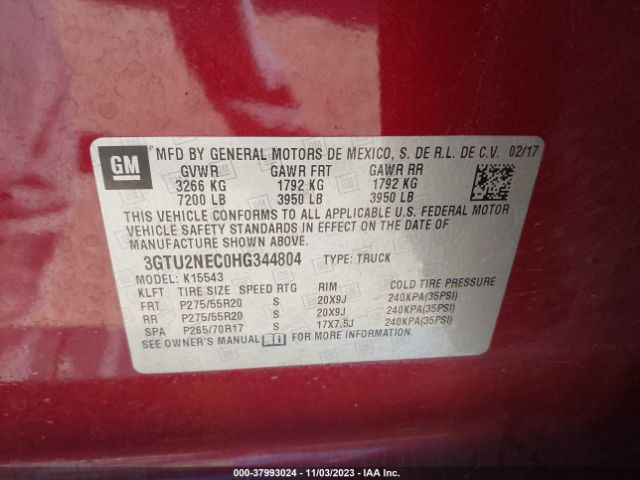 GM MFD BY GENERAL MOTORS DE MEXICO, S. DE R.L. DE C.V. 02/17
GVWR GAWR FRT GAWR RR
3266 KG 1792 KG 1792 KG
7200 LB 3950 LB 3950 LB
THIS VEHICLE CONFORMS TO ALL APPLICABLE U.S. FEDERAL MOTOR
VEHICLE SAFETY STANDARDS IN EFFECT ON THE DATE OF
MANUFACTURE SHOWN ABOVE.
3GTU2NEC0HG344804 TYPE: TRUCK
MODEL: K15543
KLFT TIRE SIZE SPEED RTG RIM COLD TIRE PRESSURE
FRT P275/55R20 S 20X9J 240KPA(35PSI)
RR P275/55R20 S 20X9J 240KPA(35PSI)
SPA P265/70R17 S 17X7.5J 240KPA(35PSI)
SEE OWNER'S MANUAL FOR MORE INFORMATION.
000-37993024 - 11/03/2023 - IAA Inc.